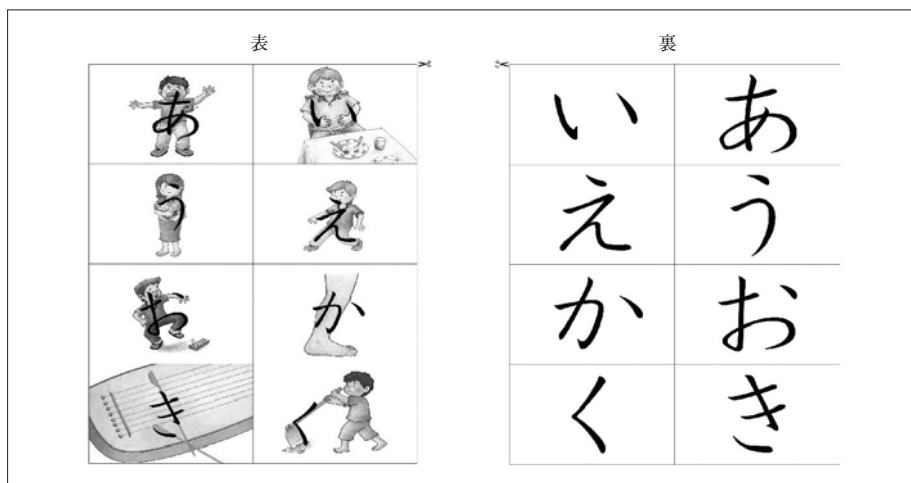 表
あ い
う え
お か
き く
裏
い あ
え う
か お
く き